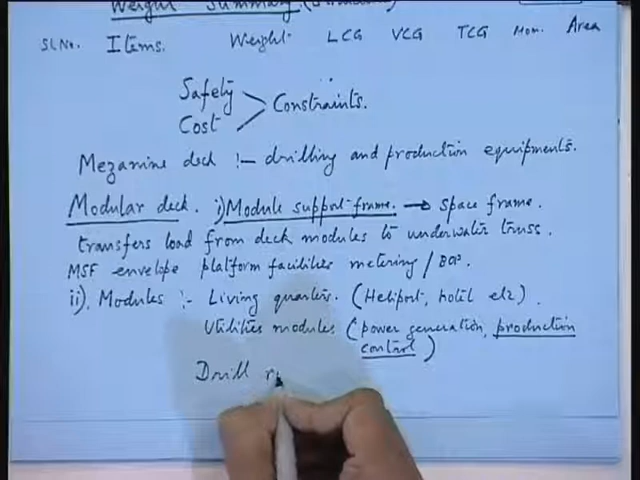 Weight Summary.
SL No. Items. Weight. LCG VCG TCG Mom. Area
Safety
Cost
Constraints.
Mezanine deck :- drilling and production equipments.
Modular deck. i) Module support frame. → space frame.
transfers load from deck modules to underwater truss.
MSF envelope platform facilities metering / BOP.
ii). Modules :- Living quarters. (Heliport, hotel etc).
Utilities modules (power generation, production
control)
Drill r